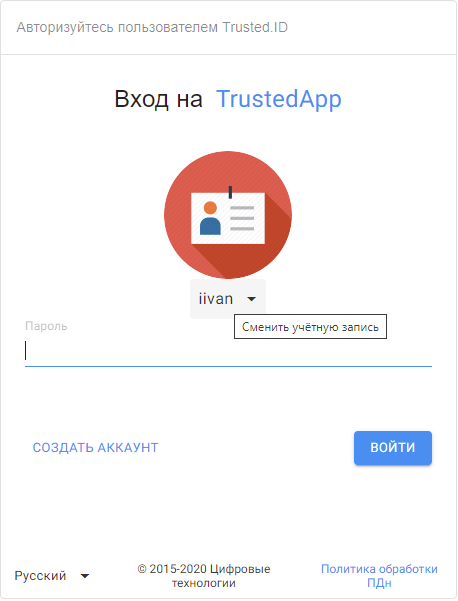 Авторизуйтесь пользователем Trusted.ID
Вход на TrustedApp
iivan
Сменить учётную запись
Пароль
СОЗДАТЬ АККАУНТ
ВОЙТИ
Русский
© 2015-2020 Цифровые
технологии
Политика обработки
ПДн